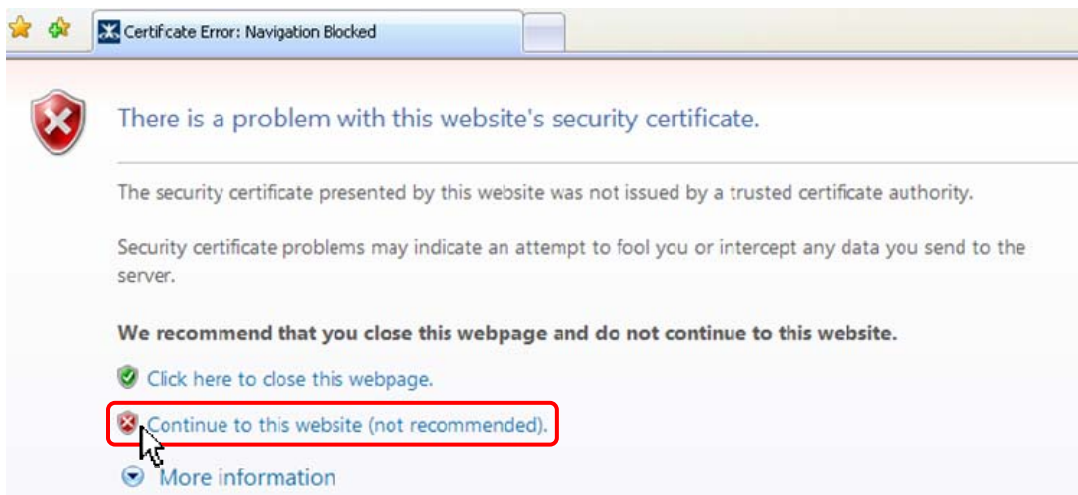 Certificate Error: Navigation Blocked
There is a problem with this website's security certificate.
The security certificate presented by this website was not issued by a trusted certificate authority.
Security certificate problems may indicate an attempt to fool you or intercept any data you send to the
server.
We recommend that you close this webpage and do not continue to this website.
Click here to close this webpage.
Continue to this website (not recommended).
More information